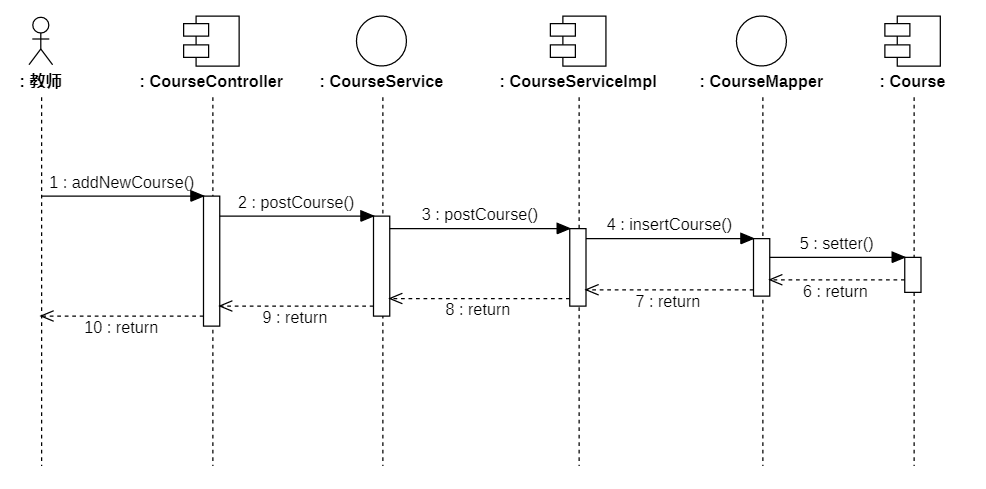 : 教师
: CourseController
: CourseService
: CourseServiceImpl
: CourseMapper
: Course
1 : addNewCourse()
2 : postCourse()
3 : postCourse()
4 : insertCourse()
5 : setter()
6 : return
7 : return
8 : return
9 : return
10 : return